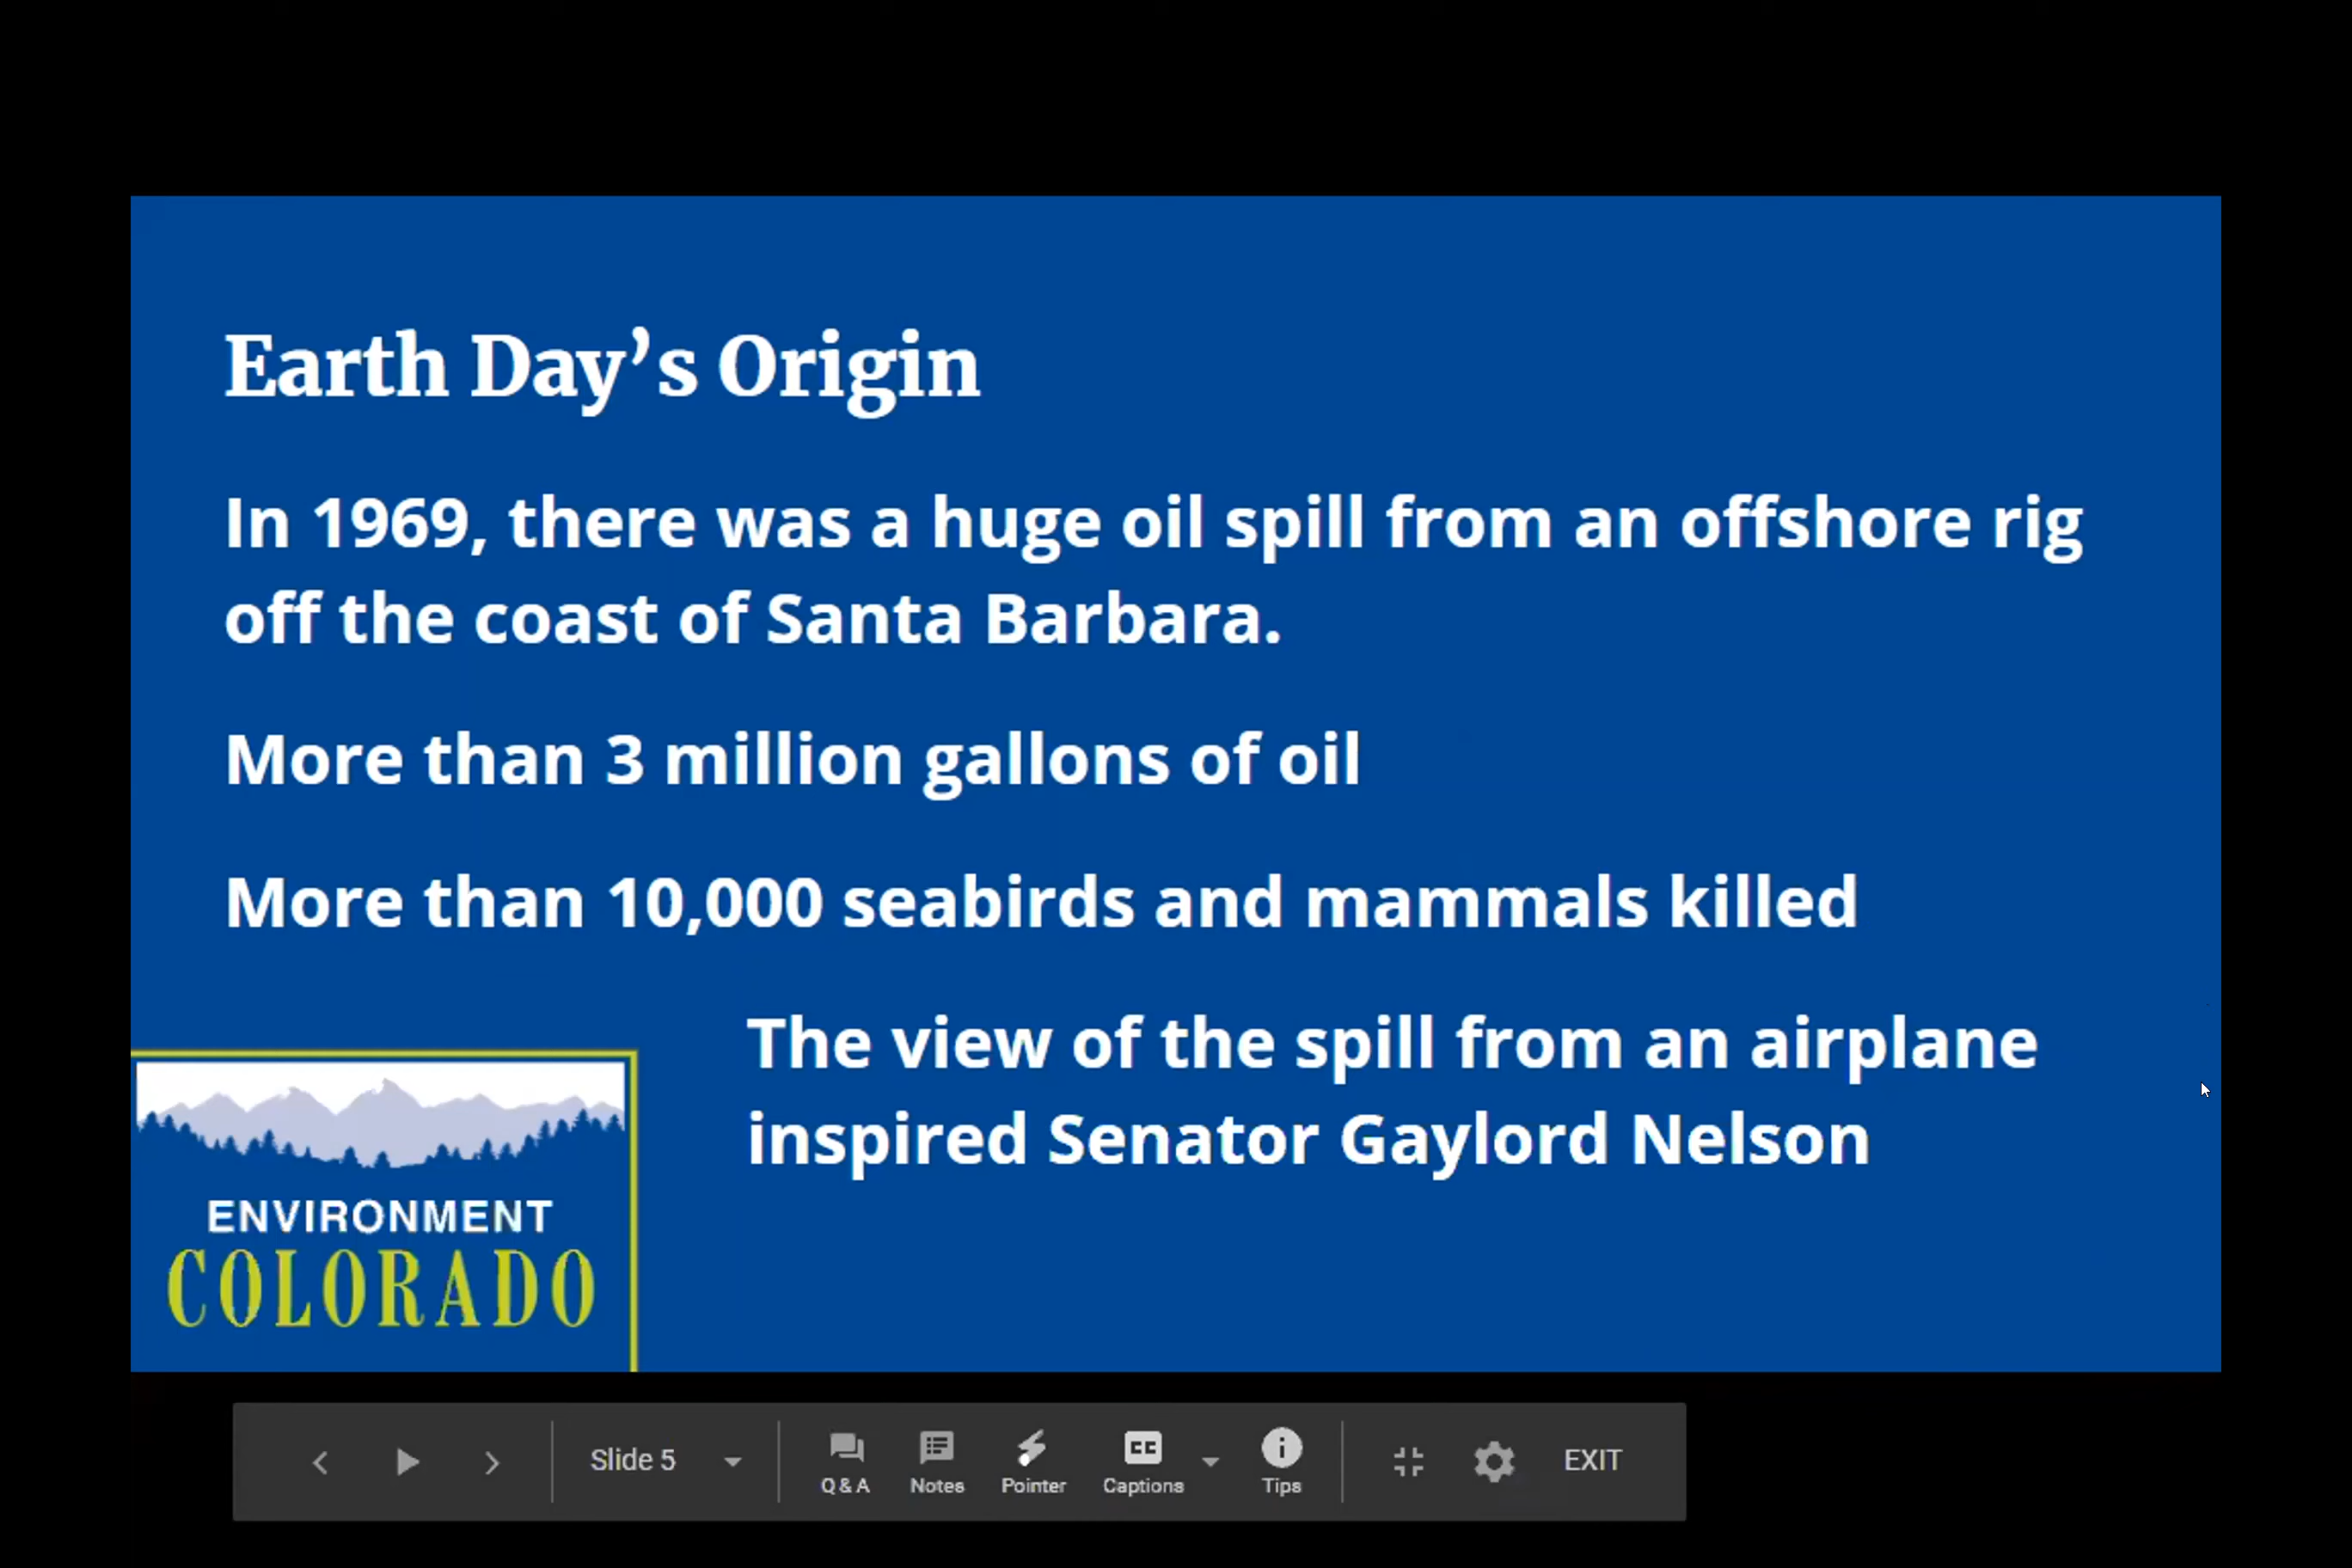 Earth Day’s Origin
In 1969, there was a huge oil spill from an offshore rig
off the coast of Santa Barbara.
More than 3 million gallons of oil
More than 10,000 seabirds and mammals killed
The view of the spill from an airplane
inspired Senator Gaylord Nelson
ENVIRONMENT
COLORADO
Slide 5
Q & A
Notes
Pointer
CC
Captions
Tips
EXIT